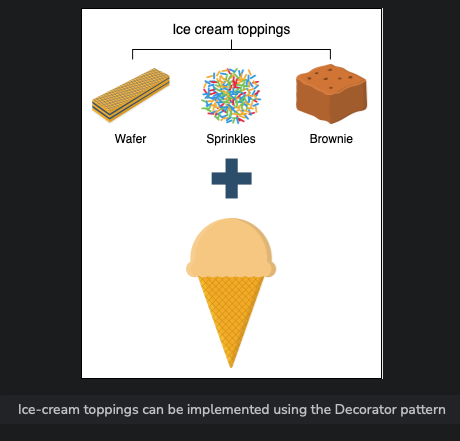 Ice cream toppings
Wafer Sprinkles Brownie
Ice-cream toppings can be implemented using the Decorator pattern